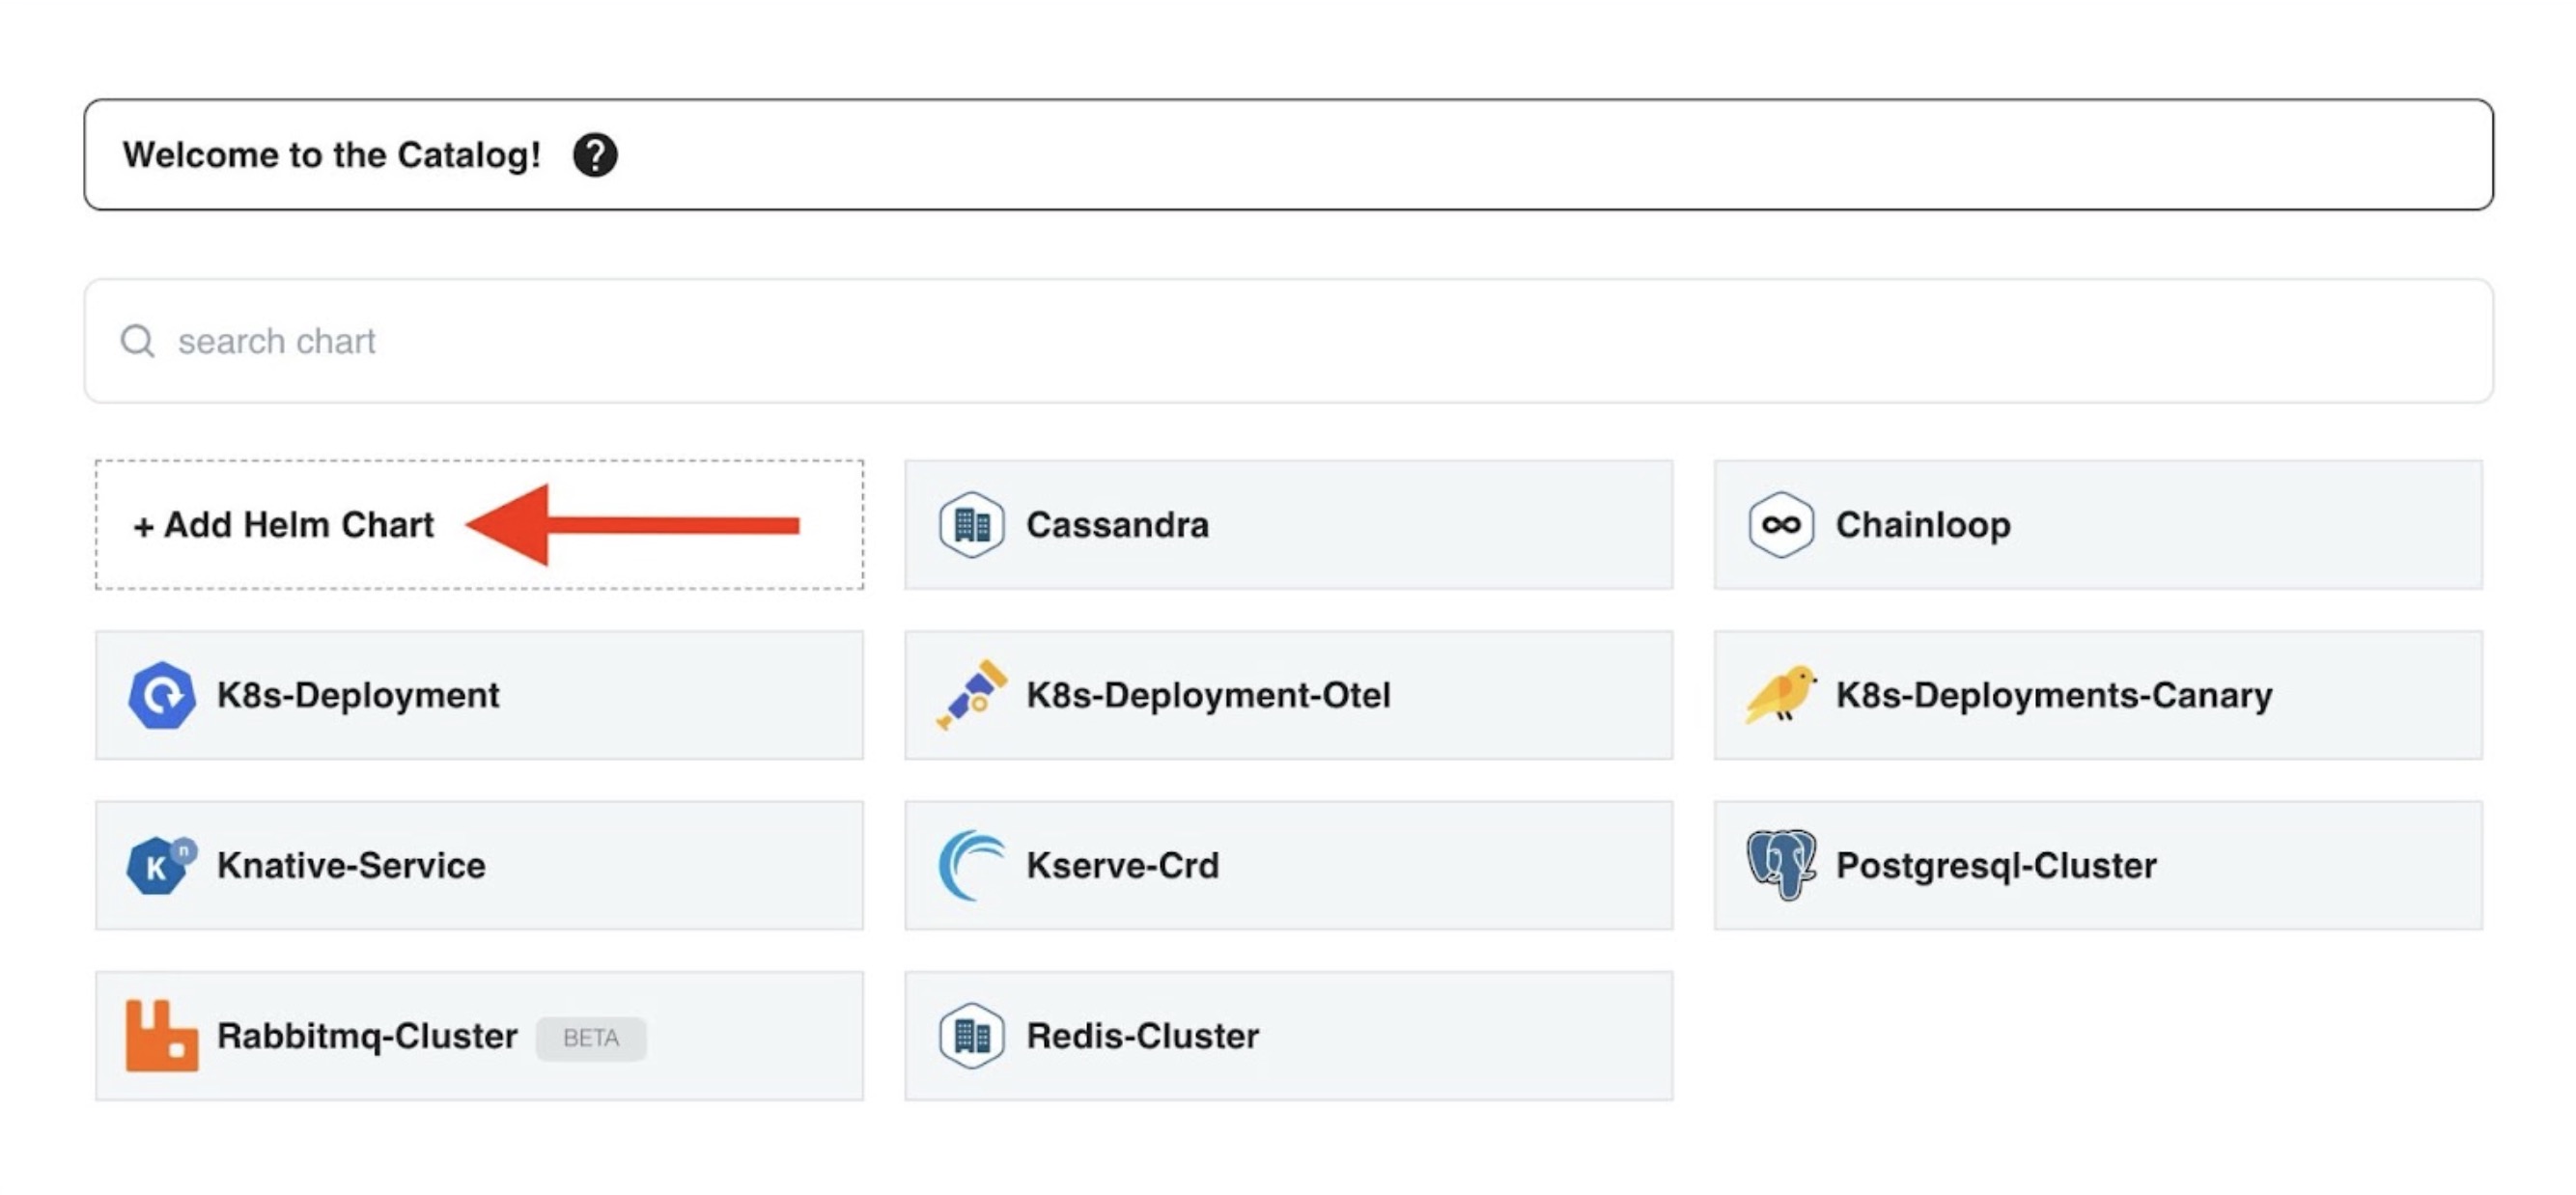 Welcome to the Catalog! ?
search chart
+ Add Helm Chart
Cassandra
Chainloop
K8s-Deployment
K8s-Deployment-Otel
K8s-Deployments-Canary
K n Knative-Service
Kserve-Crd
Postgresql-Cluster
Rabbitmq-Cluster BETA
Redis-Cluster